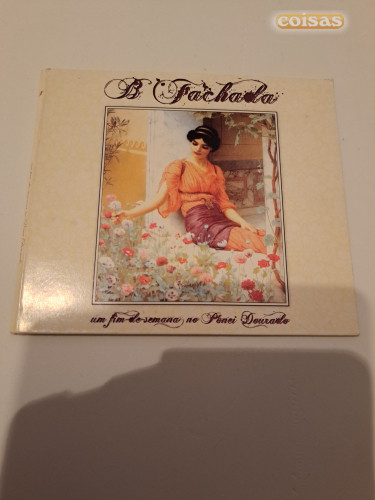 coisas
B Fachada
um fim-de-semana no Pónei Dourado